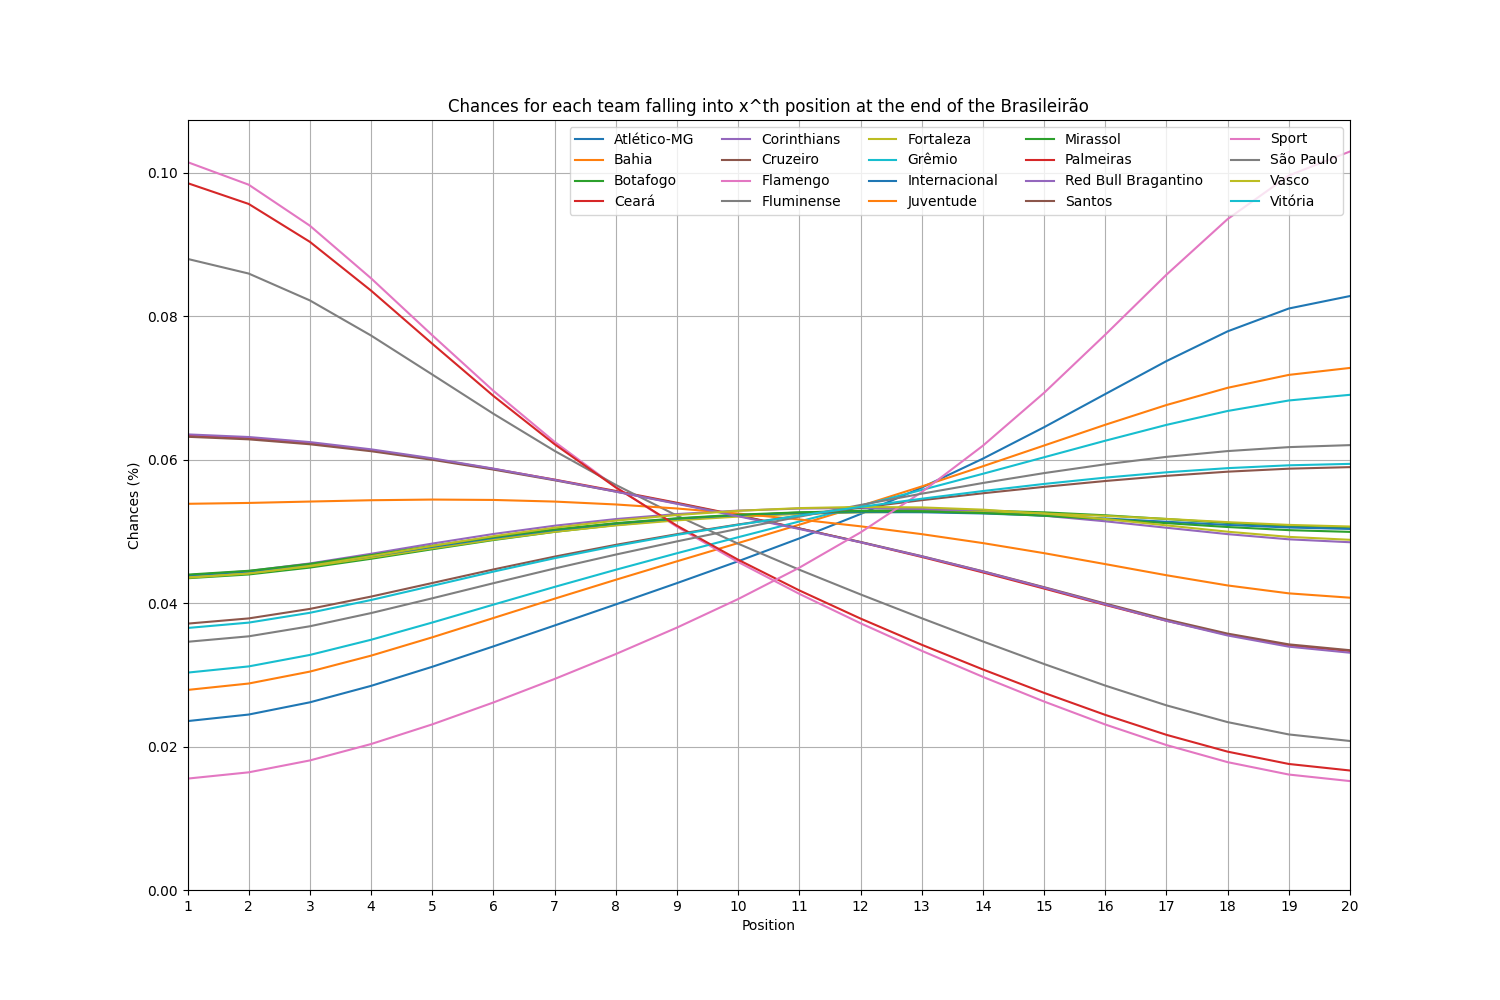 Chances for each team falling into x^th position at the end of the Brasileirão
Atlético-MG Corinthians Fortaleza Mirassol Sport
Bahia Cruzeiro Grêmio Palmeiras São Paulo
Botafogo Flamengo Internacional Red Bull Bragantino Vasco
Ceará Fluminense Juventude Santos Vitória
Chances (%)
0.10
0.08
0.06
0.04
0.02
0.00
1 2 3 4 5 6 7 8 9 10 11 12 13 14 15 16 17 18 19 20
Position